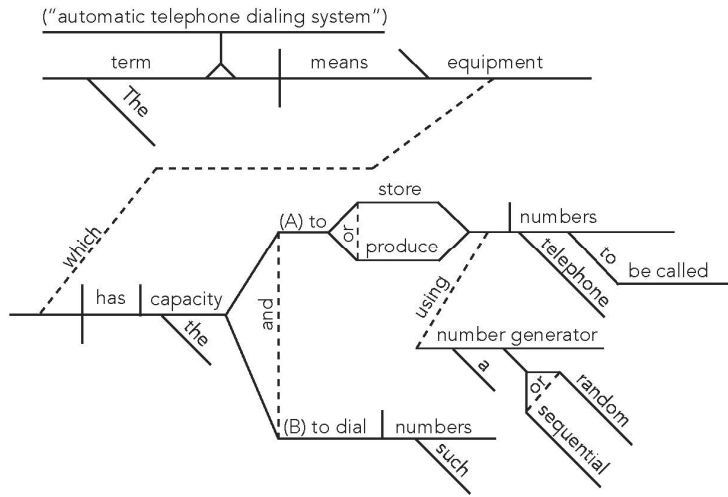 ("automatic telephone dialing system")
term means equipment
The
which
has capacity
the
and
(A) to
store
or
produce
numbers
telephone
to
be called
using
number generator
a
or
random
sequential
(B) to dial numbers
such